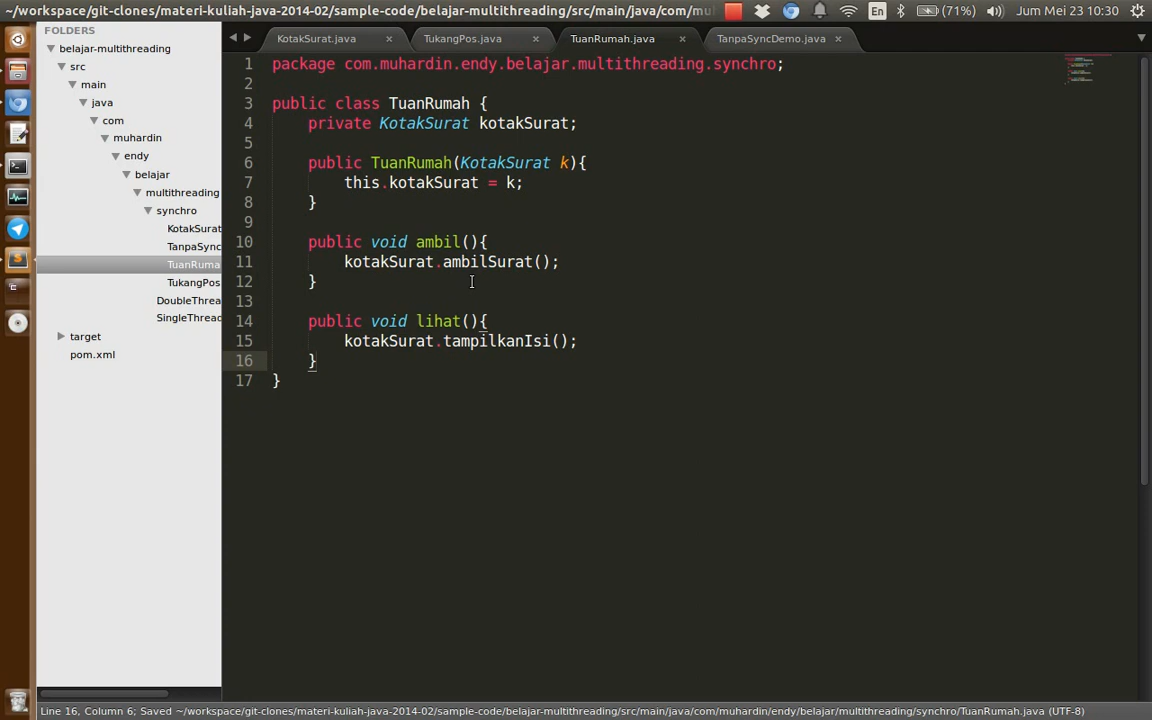 ~/workspace/git-clones/materi-kuliah-java-2014-02/sample-code/belajar-multithreading/src/main/java/com/mu
En (71%) Jum Mei 23 10:30
FOLDERS
belajar-multithreading
src
main
java
com
muhardin
endy
belajar
multithreading
synchro
KotakSurat
TanpaSync
TuanRuma
TukangPos
DoubleThrea
SingleThread
target
pom.xml
KotakSurat.java × TukangPos.java × TuanRumah.java × TanpaSyncDemo.java ×
1 package com.muhardin.endy.belajar.multithreading.synchro;
2
3 public class TuanRumah {
4 private KotakSurat kotakSurat;
5
6 public TuanRumah(KotakSurat k){
7 this.kotakSurat = k;
8 }
9
10 public void ambil(){
11 kotakSurat.ambilSurat();
12 }
13
14 public void lihat(){
15 kotakSurat.tampilkanIsi();
16 }
17 }
Line 16, Column 6; Saved ~/workspace/git-clones/materi-kuliah-java-2014-02/sample-code/belajar-multithreading/src/main/java/com/muhardin/endy/belajar/multithreading/synchro/TuanRumah.java (UTF-8)